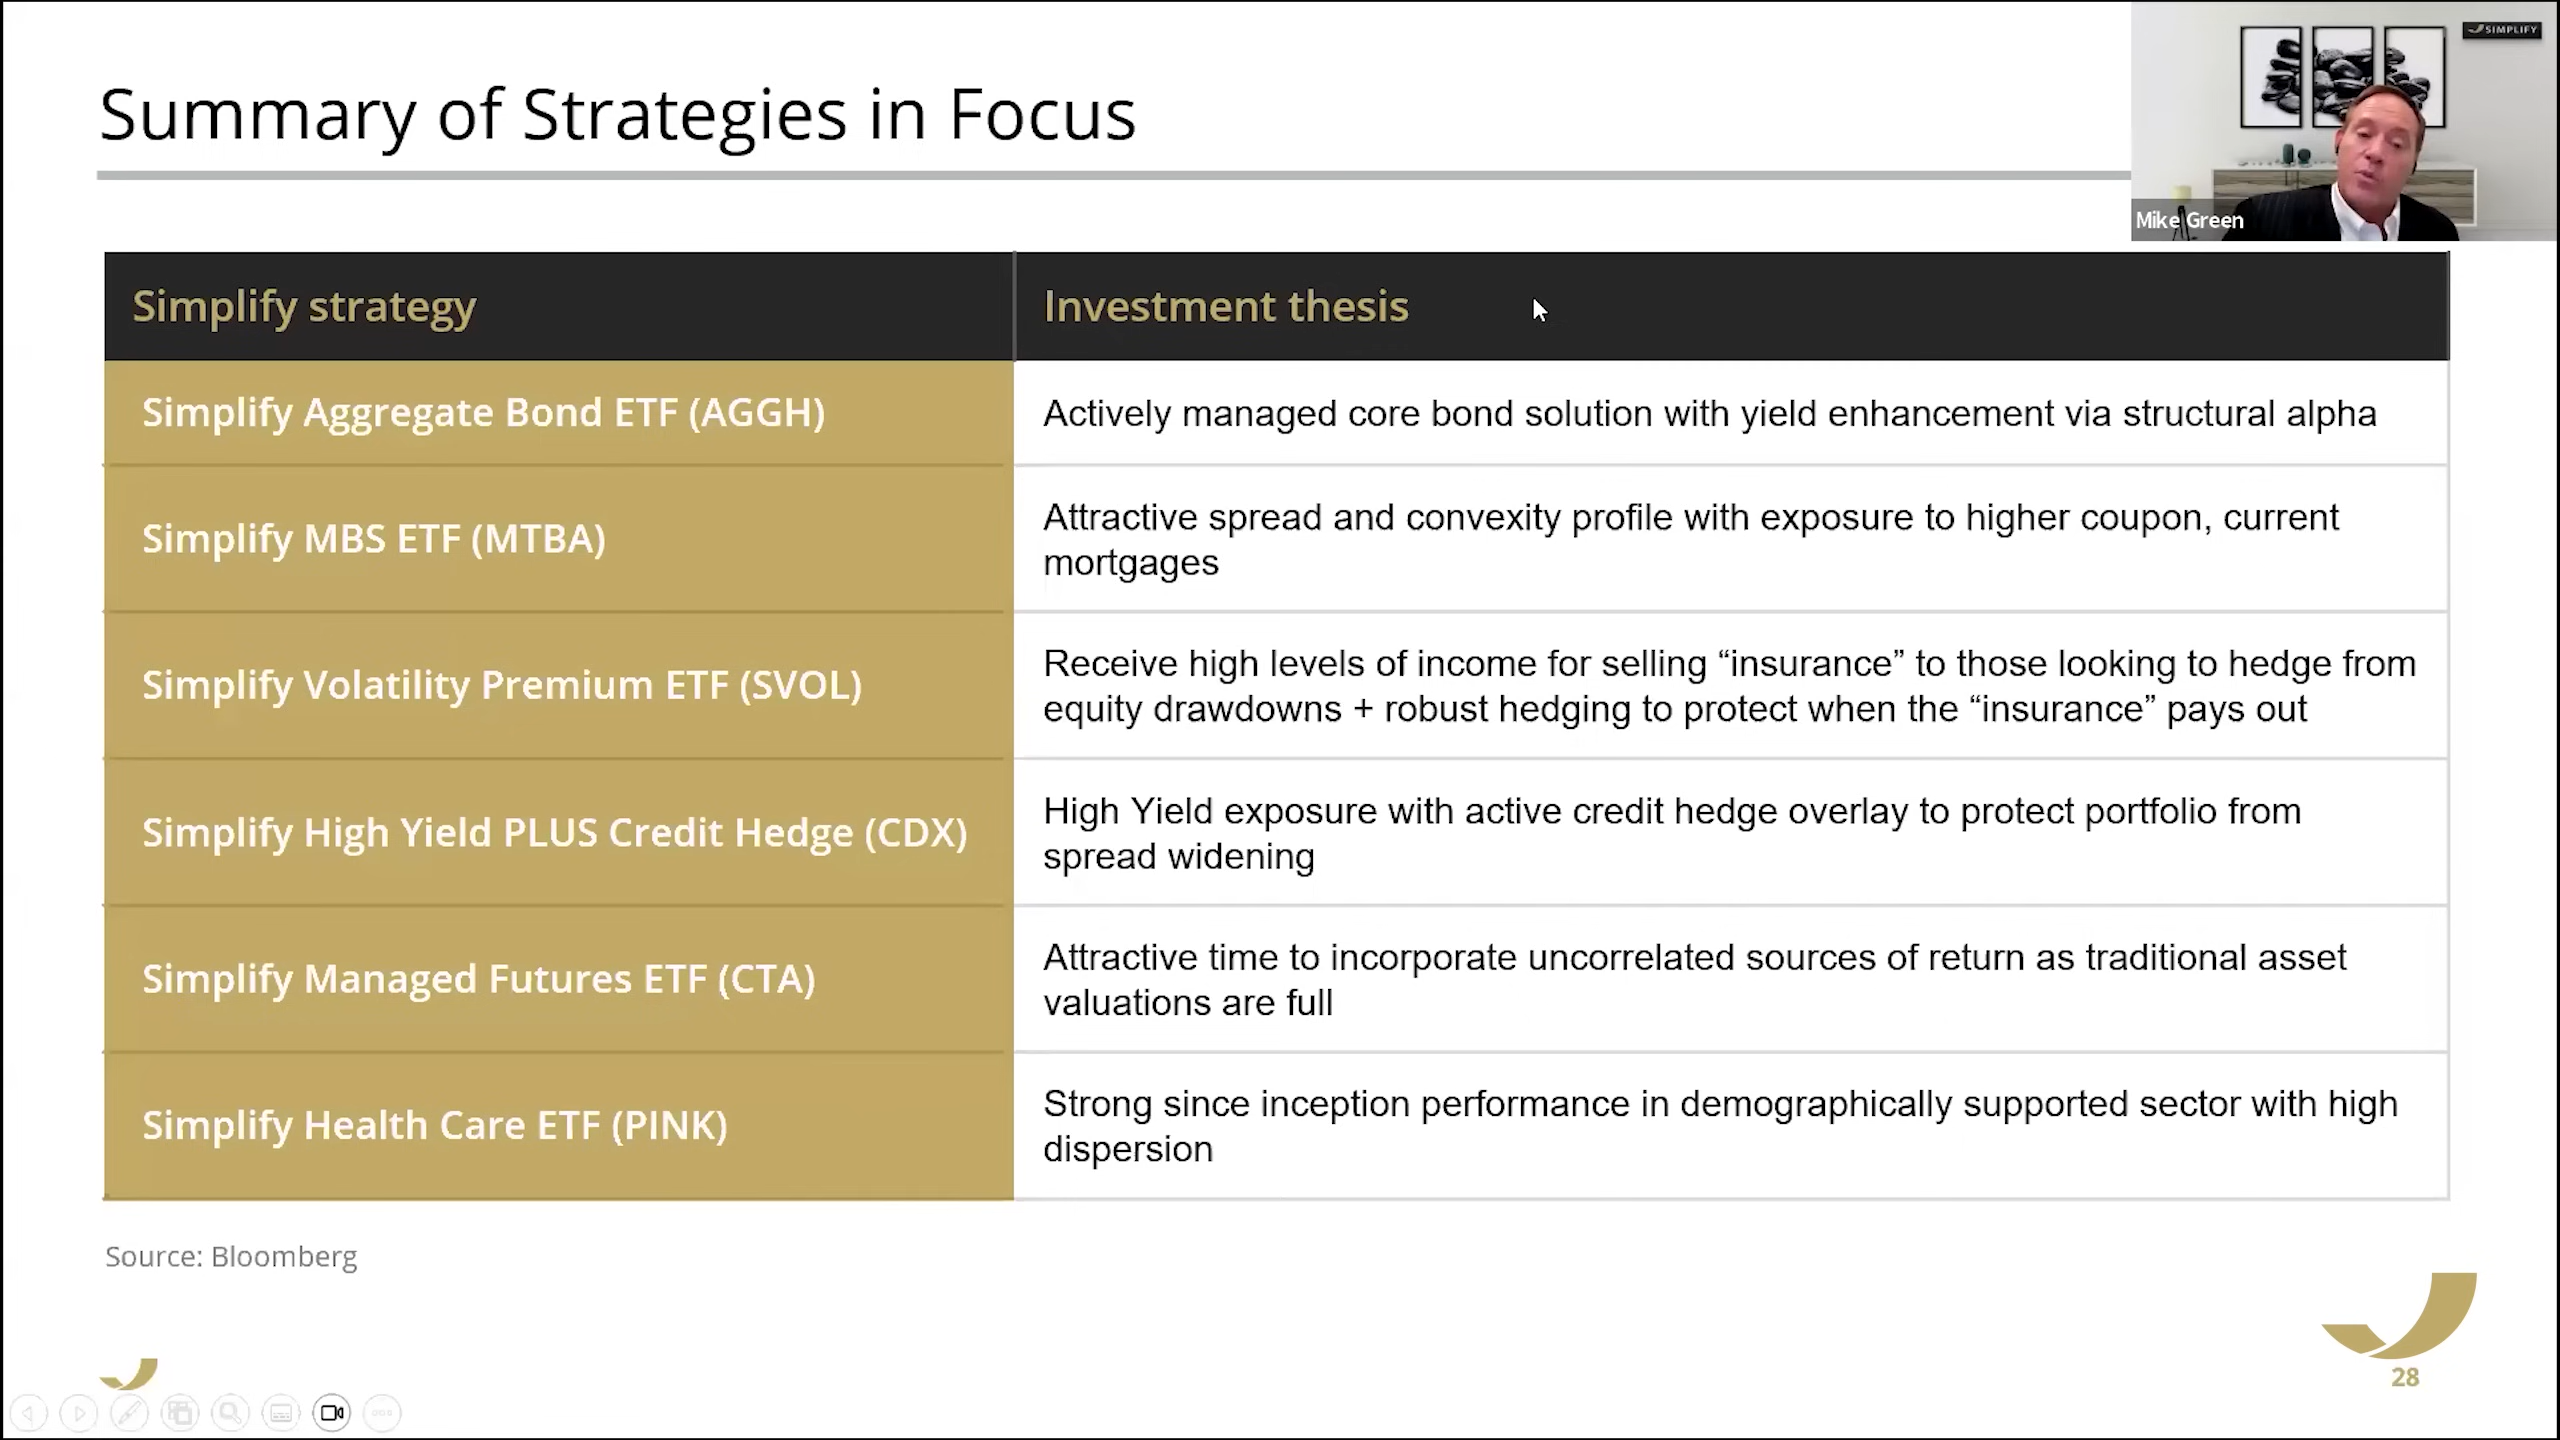 Summary of Strategies in Focus
SIMPLIFY
Mike Green
Simplify strategy
Investment thesis
Simplify Aggregate Bond ETF (AGGH)
Actively managed core bond solution with yield enhancement via structural alpha
Simplify MBS ETF (MTBA)
Attractive spread and convexity profile with exposure to higher coupon, current
mortgages
Simplify Volatility Premium ETF (SVOL)
Receive high levels of income for selling “insurance” to those looking to hedge from
equity drawdowns + robust hedging to protect when the “insurance” pays out
Simplify High Yield PLUS Credit Hedge (CDX)
High Yield exposure with active credit hedge overlay to protect portfolio from
spread widening
Simplify Managed Futures ETF (CTA)
Attractive time to incorporate uncorrelated sources of return as traditional asset
valuations are full
Simplify Health Care ETF (PINK)
Strong since inception performance in demographically supported sector with high
dispersion
Source: Bloomberg
28